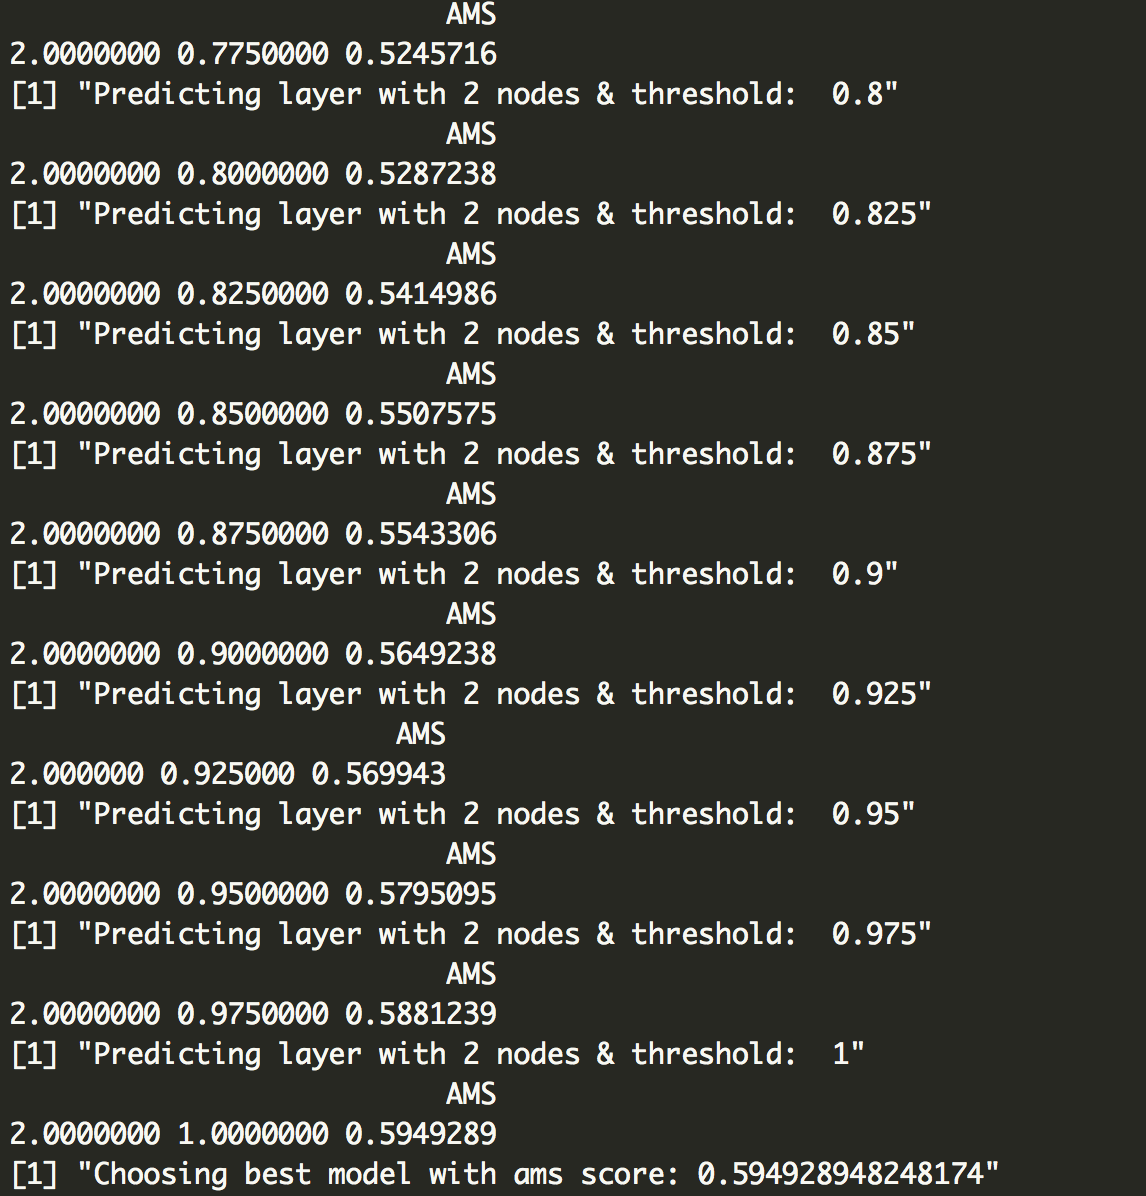 AMS
2.0000000 0.7750000 0.5245716
[1] "Predicting layer with 2 nodes & threshold:  0.8"
AMS
2.0000000 0.8000000 0.5287238
[1] "Predicting layer with 2 nodes & threshold:  0.825"
AMS
2.0000000 0.8250000 0.5414986
[1] "Predicting layer with 2 nodes & threshold:  0.85"
AMS
2.0000000 0.8500000 0.5507575
[1] "Predicting layer with 2 nodes & threshold:  0.875"
AMS
2.0000000 0.8750000 0.5543306
[1] "Predicting layer with 2 nodes & threshold:  0.9"
AMS
2.0000000 0.9000000 0.5649238
[1] "Predicting layer with 2 nodes & threshold:  0.925"
AMS
2.000000 0.925000 0.569943
[1] "Predicting layer with 2 nodes & threshold:  0.95"
AMS
2.0000000 0.9500000 0.5795095
[1] "Predicting layer with 2 nodes & threshold:  0.975"
AMS
2.0000000 0.9750000 0.5881239
[1] "Predicting layer with 2 nodes & threshold:  1"
AMS
2.0000000 1.0000000 0.5949289
[1] "Choosing best model with ams score: 0.594928948248174"